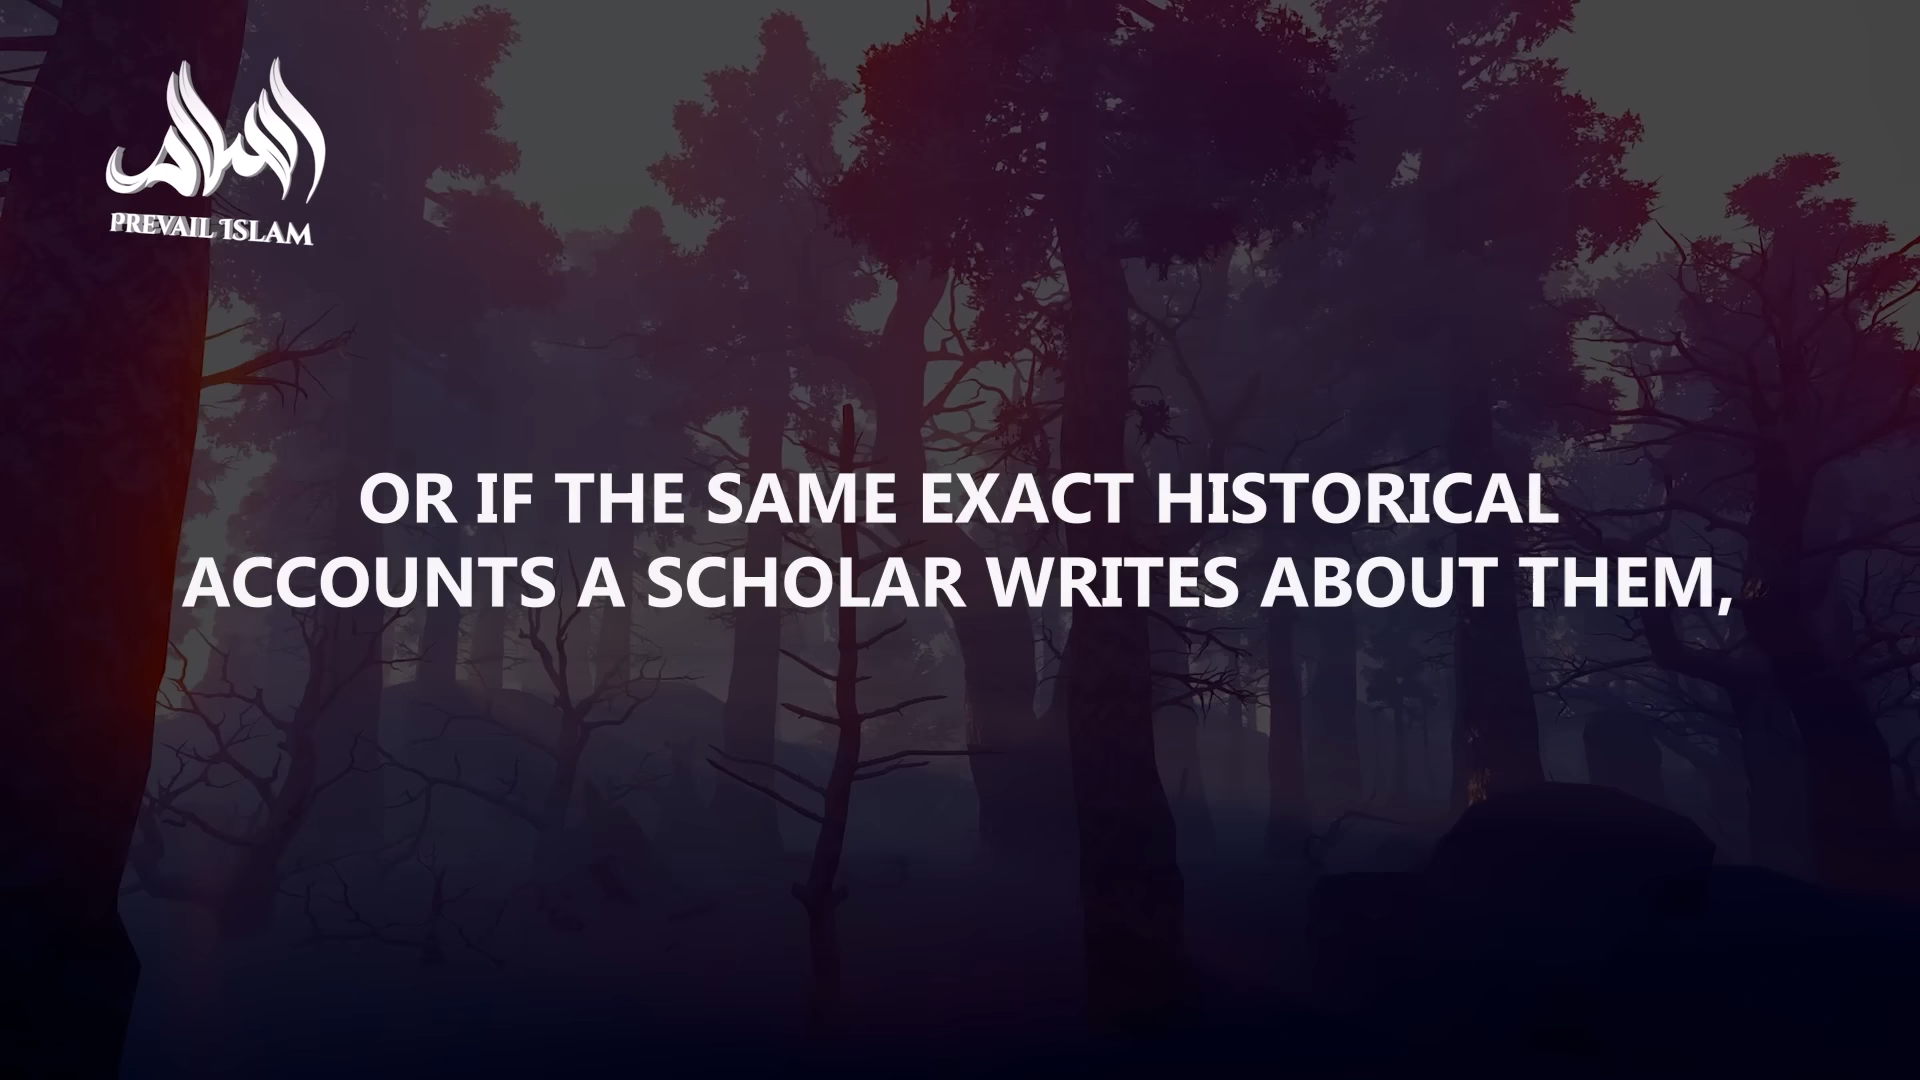 PREVAIL ISLAM
OR IF THE SAME EXACT HISTORICAL
ACCOUNTS A SCHOLAR WRITES ABOUT THEM,